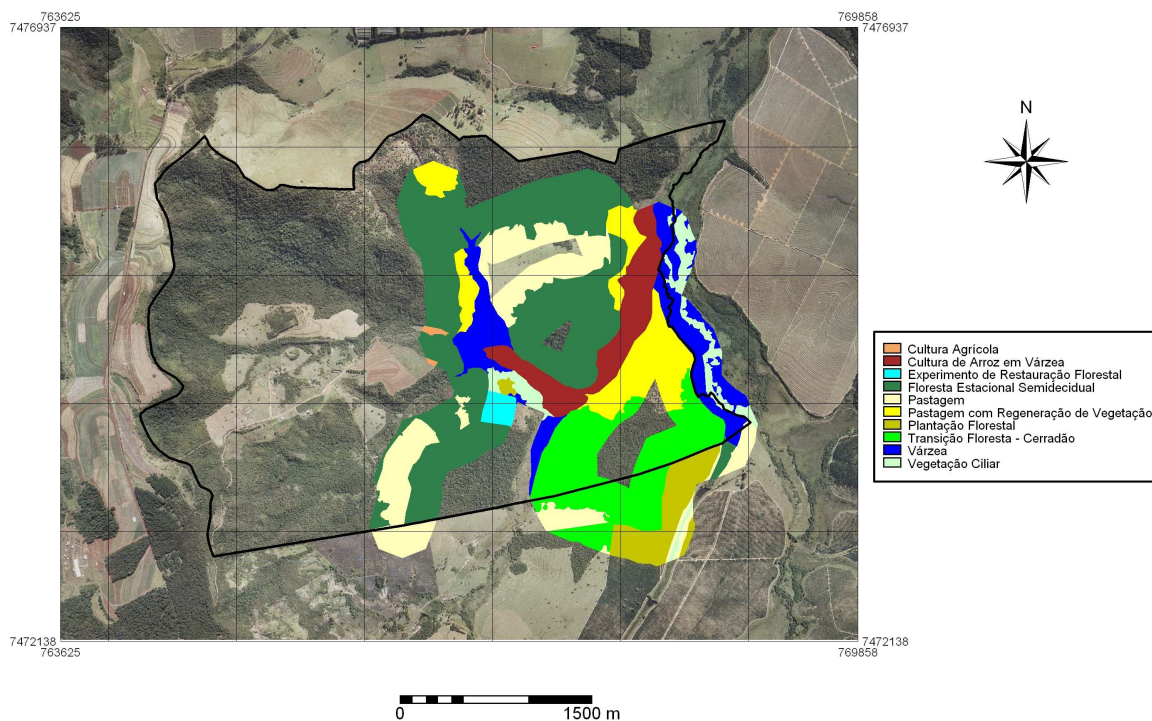 763625
769858
7476937
7476937
N
Cultura Agrícola
Cultura de Arroz em Várzea
Experimento de Restauração Florestal
Floresta Estacional Semidecidual
Pastagem
Pastagem com Regeneração de Vegetação
Plantação Florestal
Transição Floresta - Cerradão
Várzea
Vegetação Ciliar
7472138
7472138
763625
769858
0
1500 m